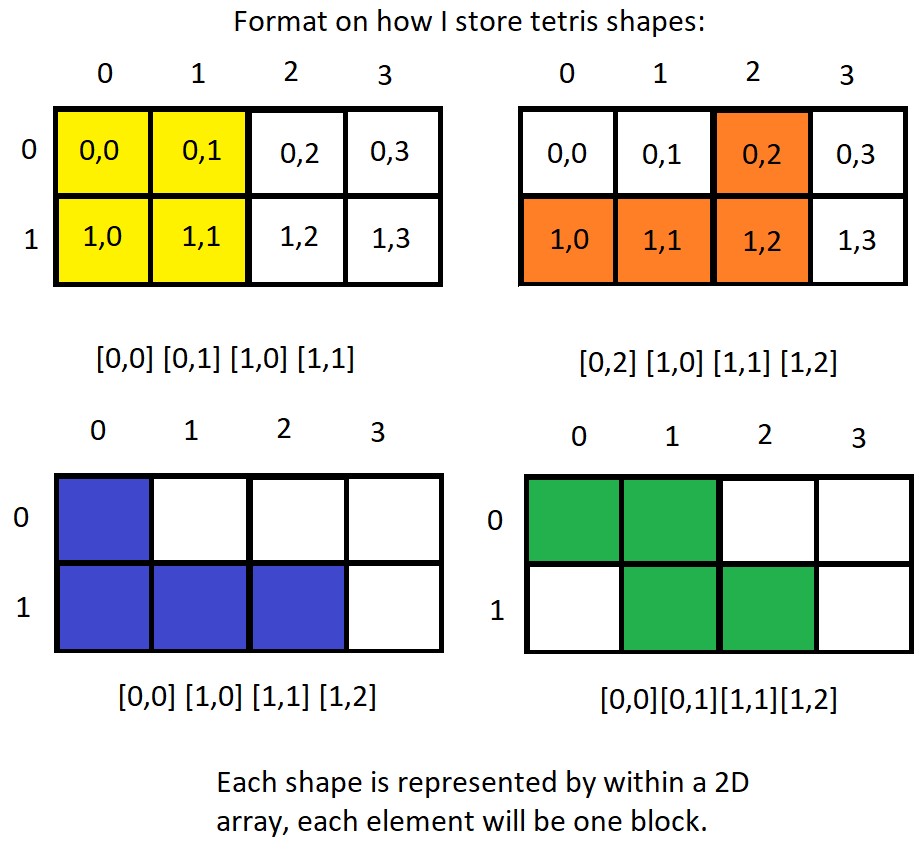 Format on how I store tetris shapes:
0 1 2 3
0 0,0 0,1 0,2 0,3
1 1,0 1,1 1,2 1,3
[0,0] [0,1] [1,0] [1,1]
0 1 2 3
0,0 0,1 0,2 0,3
1,0 1,1 1,2 1,3
[0,2] [1,0] [1,1] [1,2]
0 1 2 3
0
1
[0,0] [1,0] [1,1] [1,2]
0 1 2 3
0
1
[0,0][0,1][1,1][1,2]
Each shape is represented by within a 2D
array, each element will be one block.